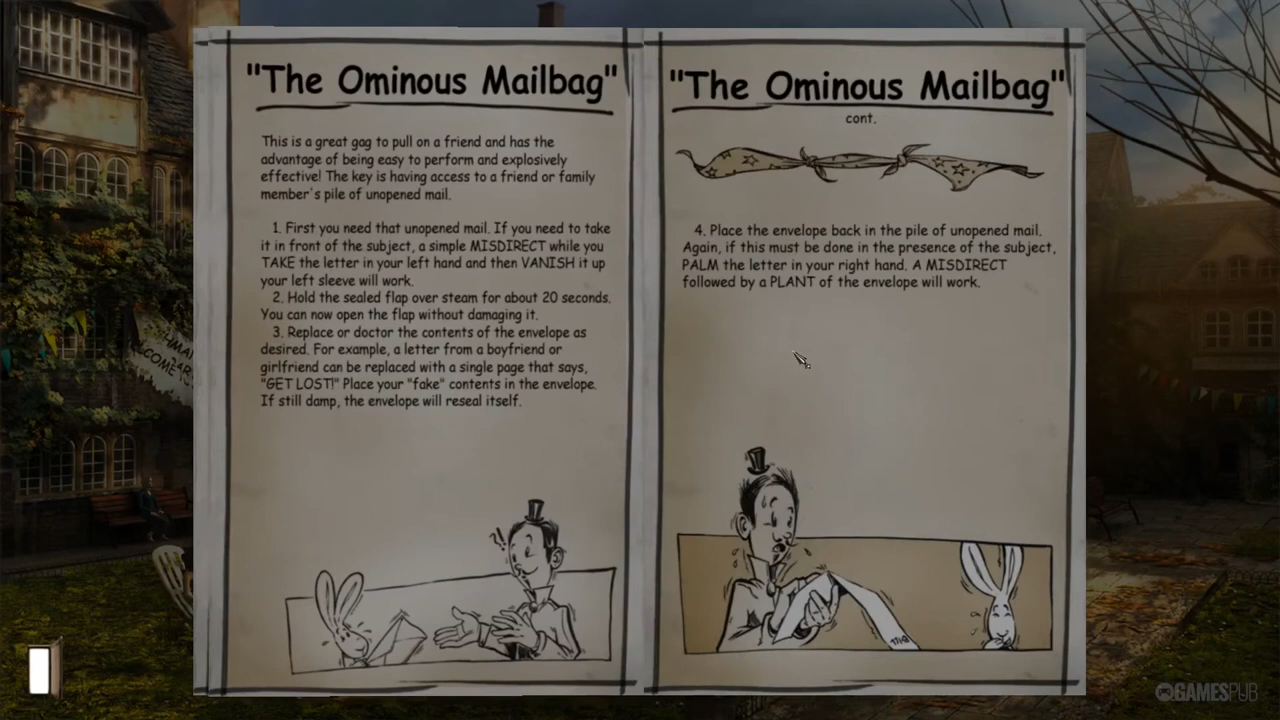 "The Ominous Mailbag"
This is a great gag to pull on a friend and has the
advantage of being easy to perform and explosively
effective! The key is having access to a friend or family
member's pile of unopened mail.
1. First you need that unopened mail. If you need to take
it in front of the subject, a simple MISDIRECT while you
TAKE the letter in your left hand and then VANISH it up
your left sleeve will work.
2. Hold the sealed flap over steam for about 20 seconds.
You can now open the flap without damaging it.
3. Replace or doctor the contents of the envelope as
desired. For example, a letter from a boyfriend or
girlfriend can be replaced with a single page that says,
"GET LOST!" Place your "fake" contents in the envelope.
If still damp, the envelope will reseal itself.
"The Ominous Mailbag"
cont.
4. Place the envelope back in the pile of unopened mail.
Again, if this must be done in the presence of the subject,
PALM the letter in your right hand. A MISDIRECT
followed by a PLANT of the envelope will work.
GAMESPUB